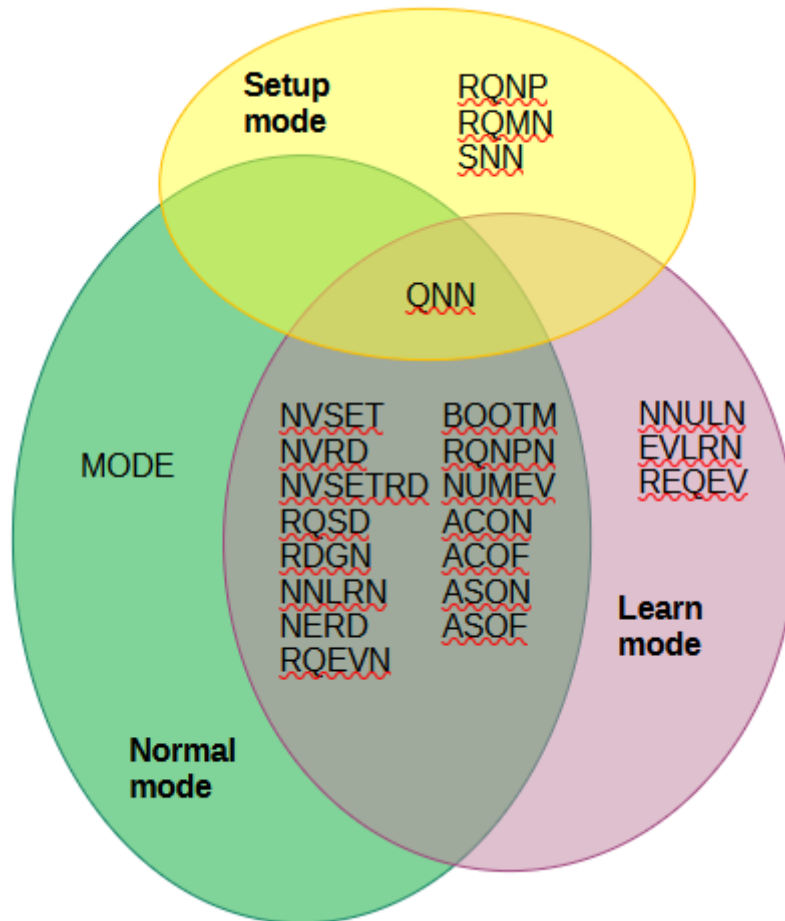 Setup
mode
RQNP
RQMN
SNN
QNN
MODE
NVSET
NVRD
NVSETRD
RQSD
RDGN
NNLRN
NERD
RQEVN
BOOTM
RQNPN
NUMEV
ACON
ACOF
ASON
ASOF
NNULN
EVLRN
REQEV
Learn
mode
Normal
mode